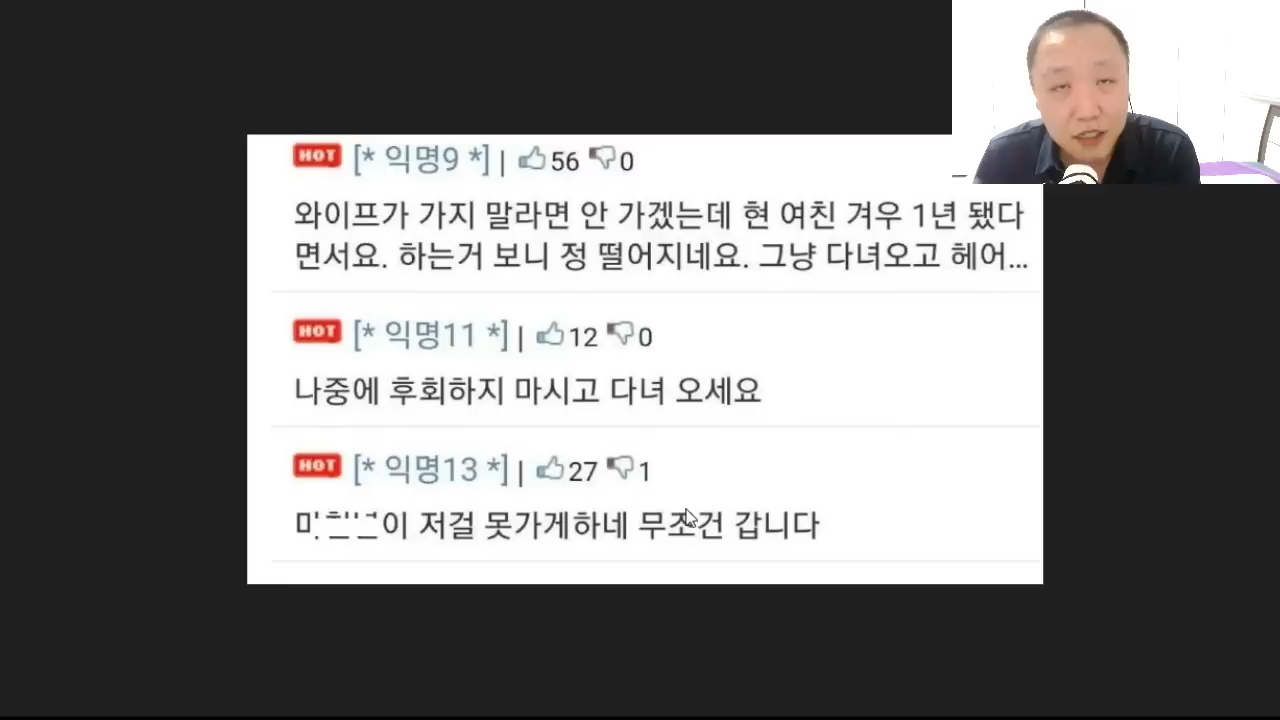 HOT [* 익명9 *] | 56 0
와이프가 가지 말라면 안 가겠는데 현 여친 겨우 1년 됐다
면서요. 하는거 보니 정 떨어지네요. 그냥 다녀오고 헤어...
HOT [* 익명11 *] | 12 0
나중에 후회하지 마시고 다녀 오세요
HOT [* 익명13 *] | 27 1
이 저걸 못가게하네 무조건 갑니다